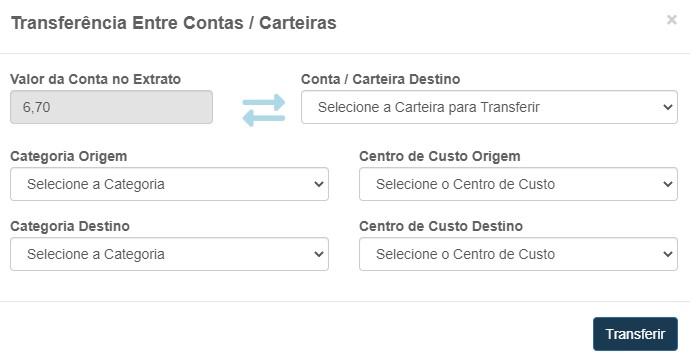 Transferência Entre Contas / Carteiras
×
Valor da Conta no Extrato
Conta / Carteira Destino
6,70
Selecione a Carteira para Transferir
Categoria Origem
Centro de Custo Origem
Selecione a Categoria
Selecione o Centro de Custo
Categoria Destino
Centro de Custo Destino
Selecione a Categoria
Selecione o Centro de Custo
Transferir